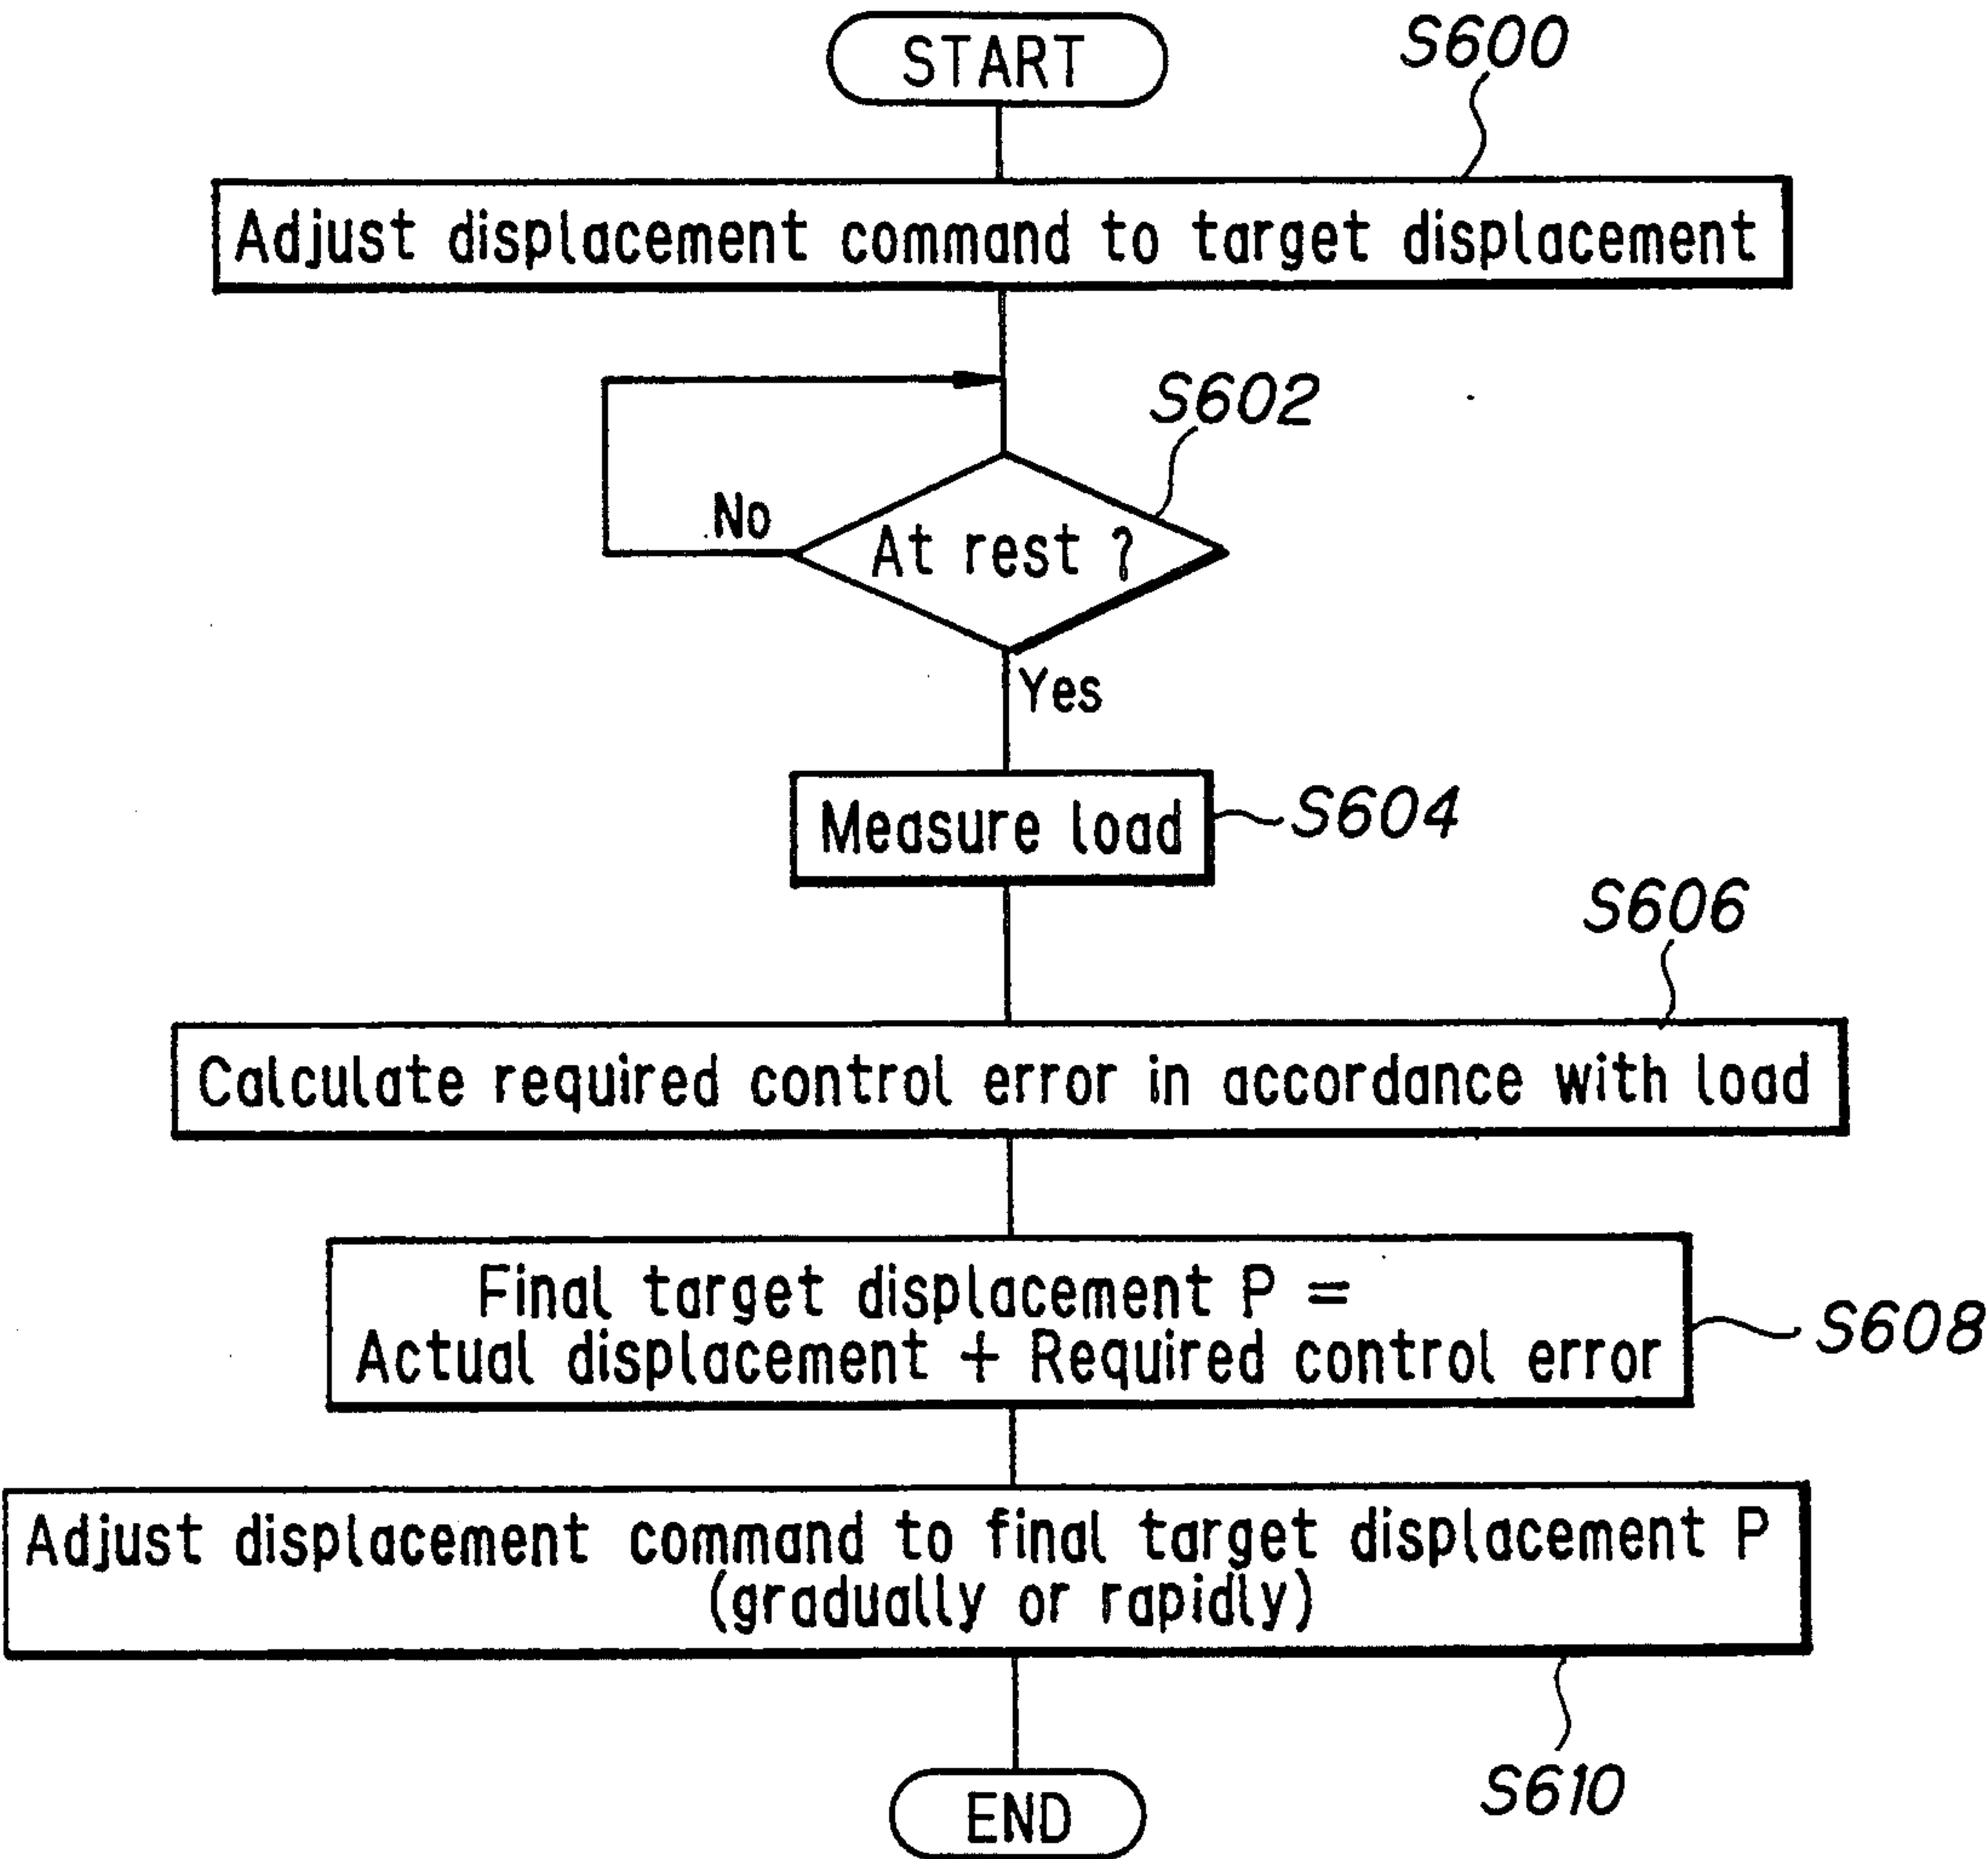 START
S600
Adjust displacement command to target displacement
S602
No
At rest ?
Yes
Measure load
S604
S606
Calculate required control error in accordance with load
Final target displacement P =
Actual displacement + Required control error
S608
Adjust displacement command to final target displacement P
(gradually or rapidly)
S610
END